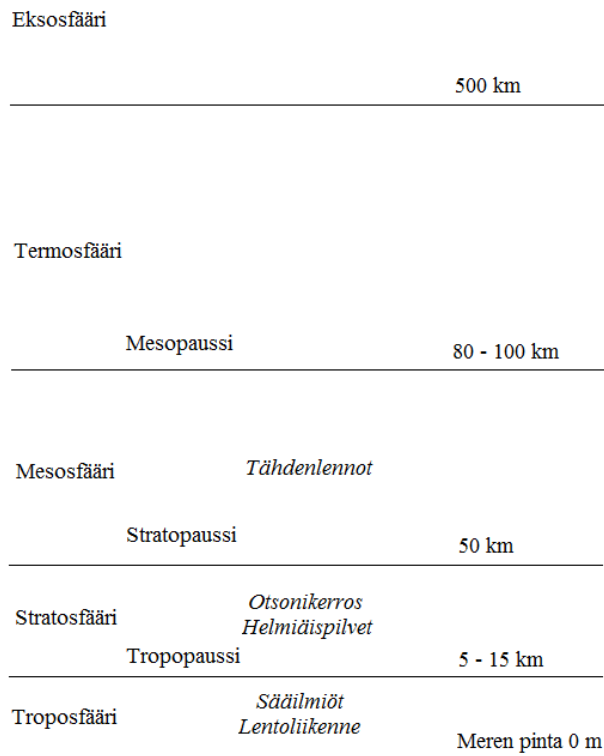 Eksosfääri
500 km
Termosfääri
Mesopaussi
80 - 100 km
Mesosfääri
Tähdenlennot
Stratopaussi
50 km
Stratosfääri
Otsonikerros
Helmiäispilvet
Tropopaussi
5 - 15 km
Troposfääri
Sääilmiöt
Lentoliikenne
Meren pinta 0 m